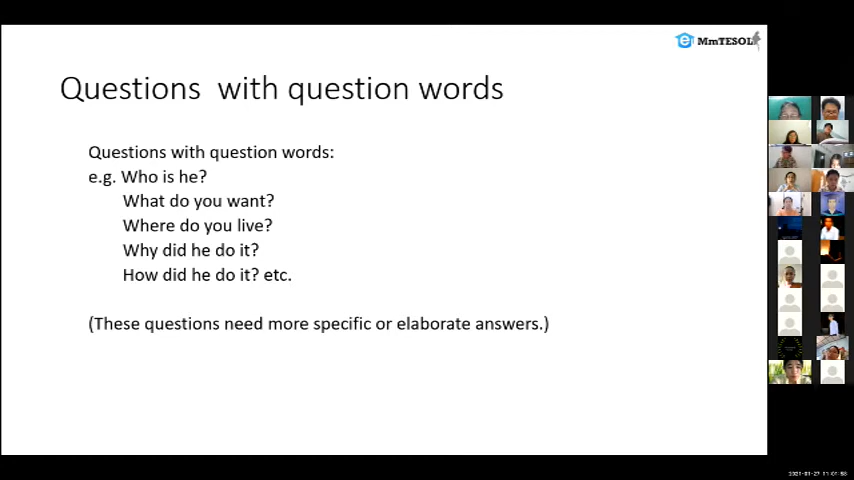 MmTESOL
Questions with question words
Questions with question words:
e.g. Who is he?
What do you want?
Where do you live?
Why did he do it?
How did he do it? etc.
(These questions need more specific or elaborate answers.)